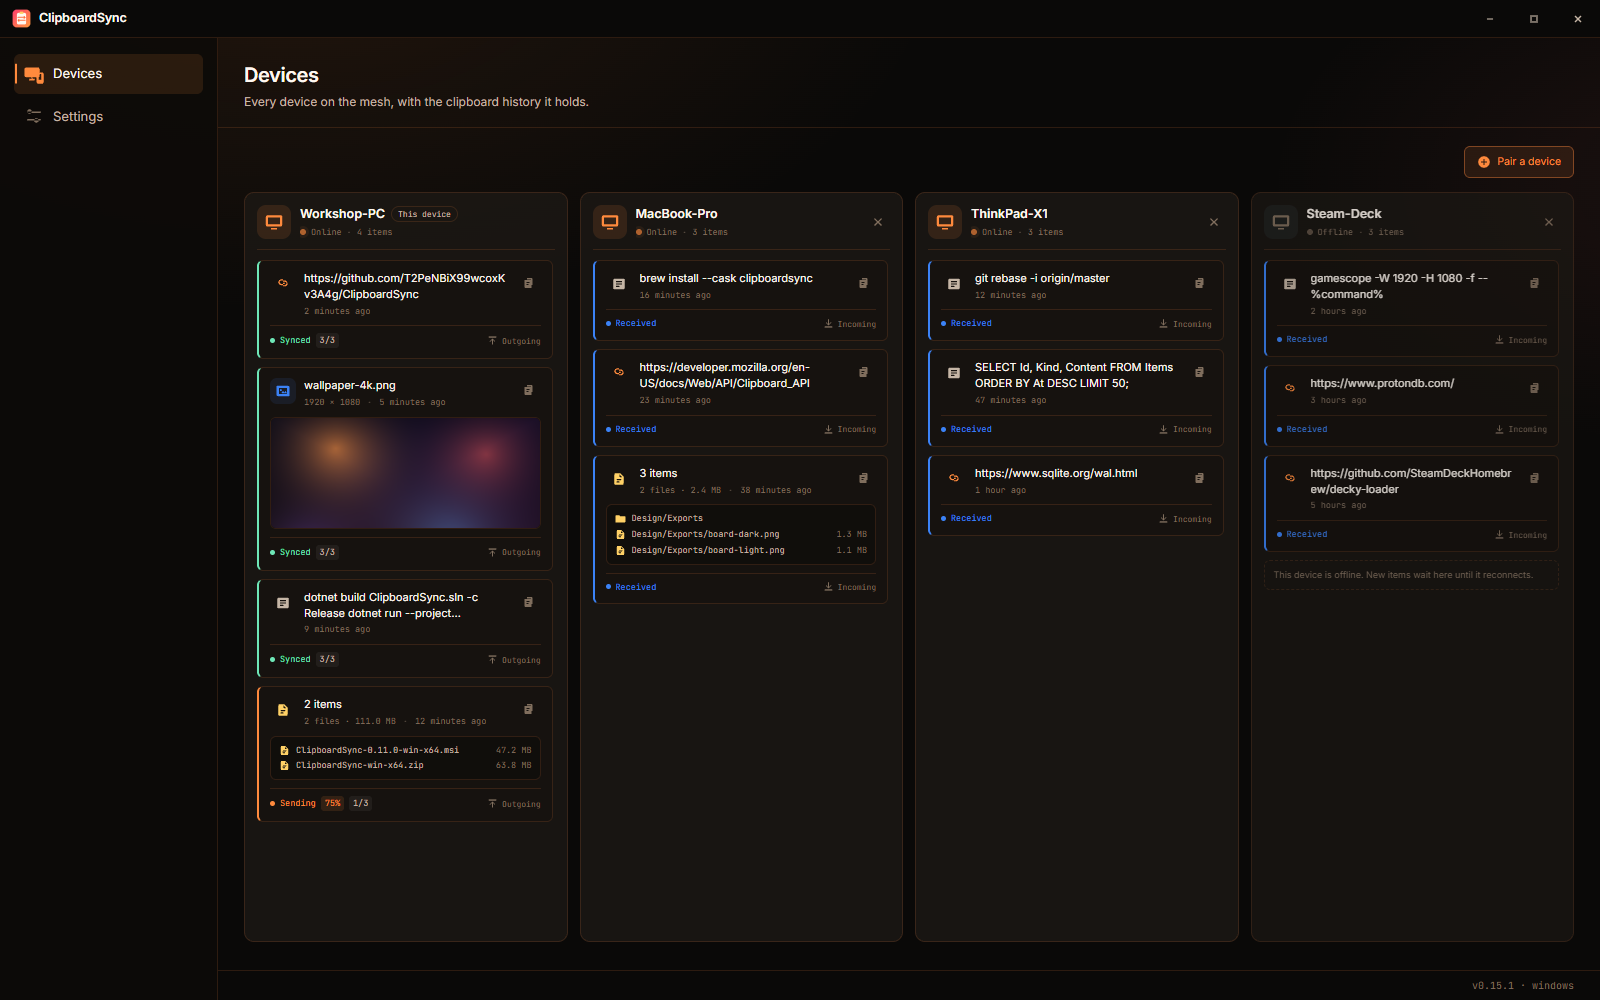 ClipboardSync
Devices
Settings
Devices
Every device on the mesh, with the clipboard history it holds.
Pair a device
Workshop-PC This device
Online · 4 items
https://github.com/T2PeNBiX99wcoxK
v3A4g/ClipboardSync
2 minutes ago
Synced 3/3 Outgoing
wallpaper-4k.png
1920 × 1080 · 5 minutes ago
Synced 3/3 Outgoing
dotnet build ClipboardSync.sln -c
Release dotnet run --project...
9 minutes ago
Synced 3/3 Outgoing
2 items
2 files · 111.0 MB · 12 minutes ago
ClipboardSync-0.11.0-win-x64.msi 47.2 MB
ClipboardSync-win-x64.zip 63.8 MB
Sending 75% 1/3 Outgoing
MacBook-Pro
Online · 3 items
brew install --cask clipboardsync
16 minutes ago
Received Incoming
https://developer.mozilla.org/en-
US/docs/Web/API/Clipboard_API
23 minutes ago
Received Incoming
3 items
2 files · 2.4 MB · 38 minutes ago
Design/Exports
Design/Exports/board-dark.png 1.3 MB
Design/Exports/board-light.png 1.1 MB
Received Incoming
ThinkPad-X1
Online · 3 items
git rebase -i origin/master
12 minutes ago
Received Incoming
SELECT Id, Kind, Content FROM Items
ORDER BY At DESC LIMIT 50;
47 minutes ago
Received Incoming
https://www.sqlite.org/wal.html
1 hour ago
Received Incoming
Steam-Deck
Offline · 3 items
gamescope -W 1920 -H 1080 -f --
%command%
2 hours ago
Received Incoming
https://www.protondb.com/
3 hours ago
Received Incoming
https://github.com/SteamDeckHomebr
ew/decky-loader
5 hours ago
Received Incoming
This device is offline. New items wait here until it reconnects.
v0.15.1 · windows